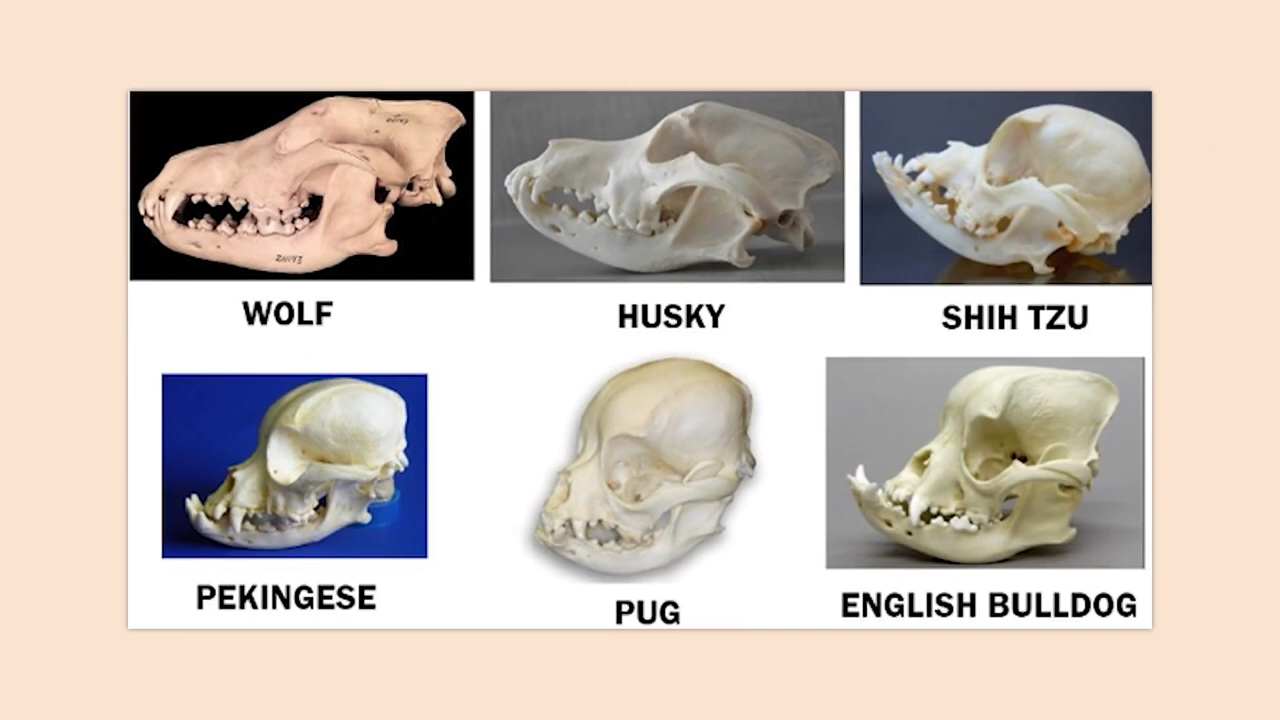 WOLF
HUSKY
SHIH TZU
PEKINGESE
PUG
ENGLISH BULLDOG